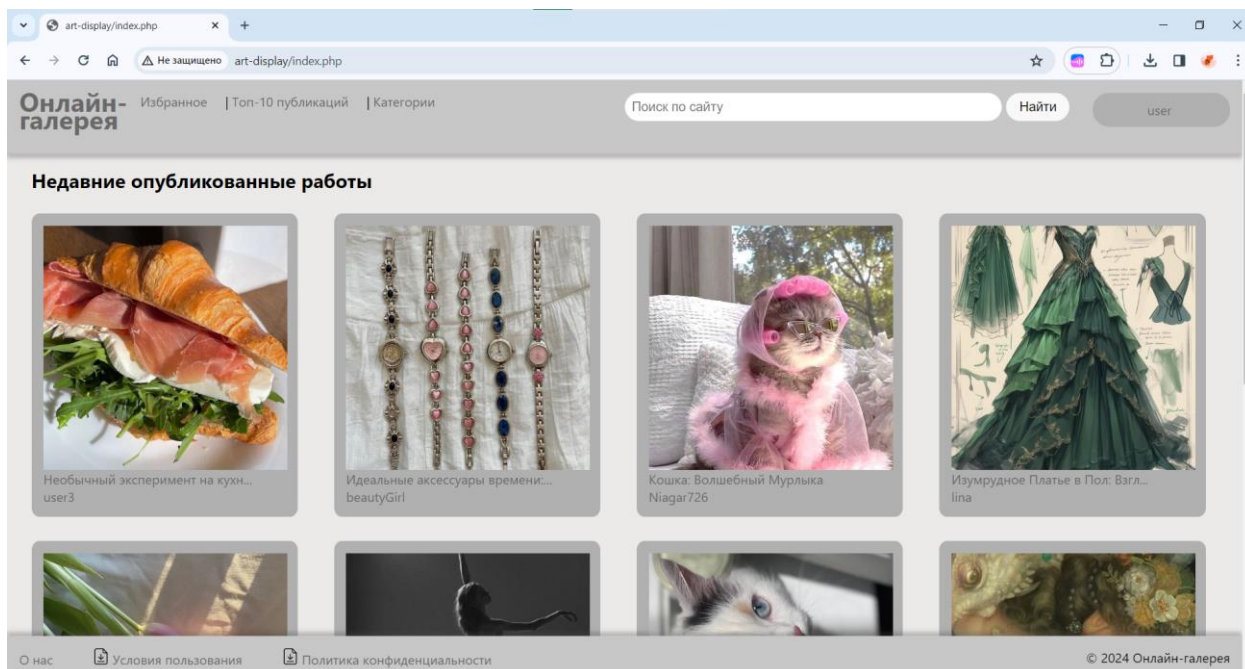 art-display/index.php
Не защищено art-display/index.php
Онлайн-
галерея
Избранное | Топ-10 публикаций | Категории
Поиск по сайту
Найти
user
Недавние опубликованные работы
Необычный эксперимент на кухн...
user3
Идеальные аксессуары времени:...
beautyGirl
Кошка: Волшебный Мурлыка
Niagar726
Изумрудное Платье в Пол: Взгл...
lina
О нас Условия пользования Политика конфиденциальности
© 2024 Онлайн-галерея